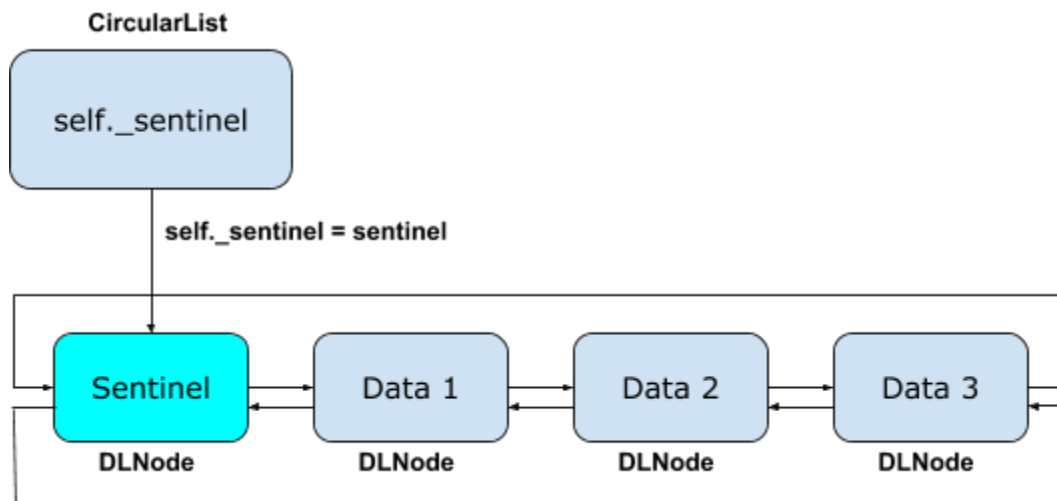 CircularList
self._sentinel
self._sentinel = sentinel
Sentinel
Data 1
Data 2
Data 3
DLNode
DLNode
DLNode
DLNode